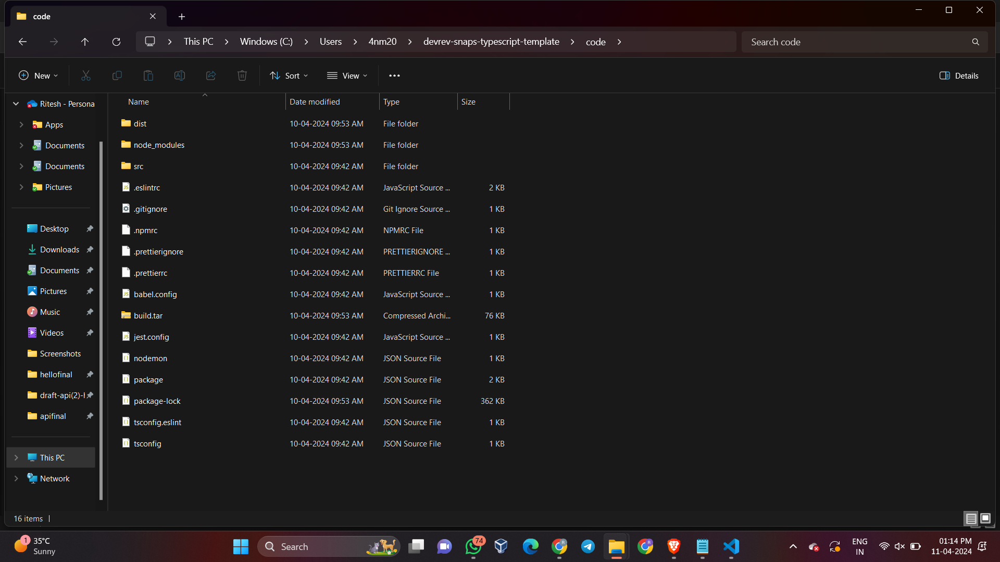 code
This PC
Windows (C:)
Users
4nm20
devrev-snaps-typescript-template
code
Search code
New
Sort
View
Details
Ritesh - Persona
Apps
Documents
Documents
Pictures
Desktop
Downloads
Documents
Pictures
Music
Videos
Screenshots
hellofinal
draft-api(2)-
apifinal
This PC
Network
Name Date modified Type Size
dist 10-04-2024 09:53 AM File folder
node_modules 10-04-2024 09:53 AM File folder
src 10-04-2024 09:42 AM File folder
.eslintrc 10-04-2024 09:42 AM JavaScript Source ... 2 KB
.gitignore 10-04-2024 09:42 AM Git Ignore Source ... 1 KB
.npmrc 10-04-2024 09:42 AM NPMRC File 1 KB
.prettierignore 10-04-2024 09:42 AM PRETTIERIGNORE ... 1 KB
.prettierrc 10-04-2024 09:42 AM PRETTIERRC File 1 KB
babel.config 10-04-2024 09:42 AM JavaScript Source ... 1 KB
build.tar 10-04-2024 09:53 AM Compressed Archi... 76 KB
jest.config 10-04-2024 09:42 AM JavaScript Source ... 1 KB
nodemon 10-04-2024 09:42 AM JSON Source File 1 KB
package 10-04-2024 09:42 AM JSON Source File 2 KB
package-lock 10-04-2024 09:53 AM JSON Source File 362 KB
tsconfig.eslint 10-04-2024 09:42 AM JSON Source File 1 KB
tsconfig 10-04-2024 09:42 AM JSON Source File 1 KB
16 items
1
35°C
Sunny
Search
74
ENG
IN
01:14 PM
11-04-2024